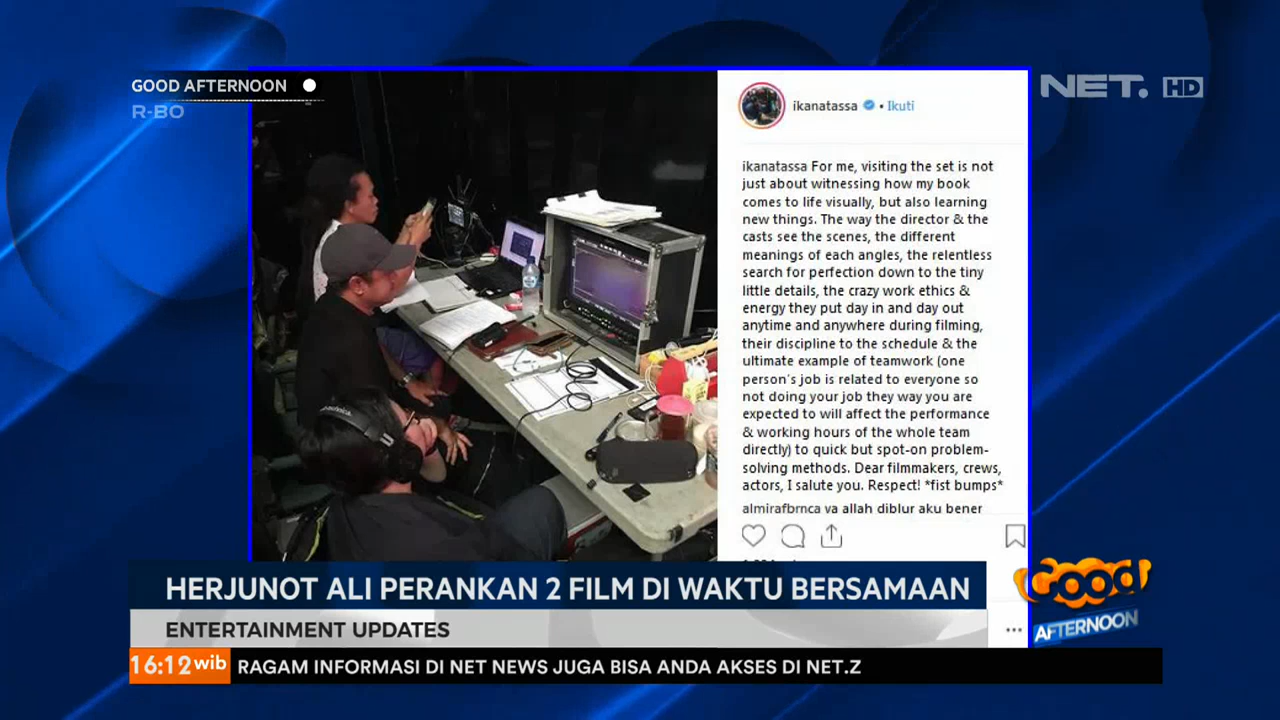 GOOD AFTERNOON
R-BO
NET. HD
ikanatassa • Ikuti
ikanatassa For me, visiting the set is not
just about witnessing how my book
comes to life visually, but also learning
new things. The way the director & the
casts see the scenes, the different
meanings of each angles, the relentless
search for perfection down to the tiny
little details, the crazy work ethics &
energy they put day in and day out
anytime and anywhere during filming,
their discipline to the schedule & the
ultimate example of teamwork (one
person's job is related to everyone so
not doing your job they way you are
expected to will affect the performance
& working hours of the whole team
directly) to quick but spot-on problem-
solving methods. Dear filmmakers, crews,
actors, I salute you. Respect! *fist bumps*
almirafbrnca ya allah diblur aku bener
HERJUNOT ALI PERANKAN 2 FILM DI WAKTU BERSAMAAN
ENTERTAINMENT UPDATES
GOOD
AFTERNOON
16:12 wib RAGAM INFORMASI DI NET NEWS JUGA BISA ANDA AKSES DI NET.Z